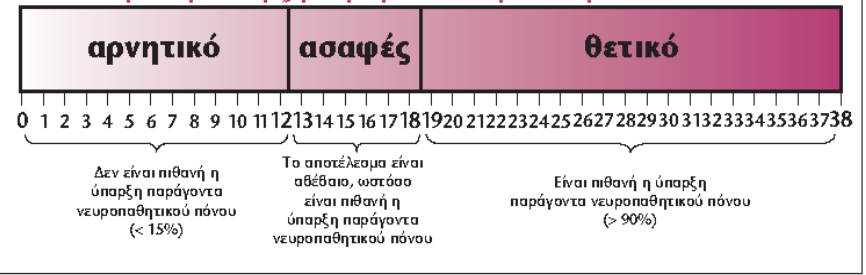 αρνητικό ασαφές θετικό
0 1 2 3 4 5 6 7 8 9 10 11 12 13 14 15 16 17 18 19 20 21 22 23 24 25 26 27 28 29 30 31 32 33 34 35 36 37 38
Δεν είναι πιθανή η
ύπαρξη παράγοντα
νευροπαθητικού πόνου
(< 15%)
Το αποτέλεσμα είναι
αβέβαιο, ωστόσο
είναι πιθανή η
ύπαρξη παράγοντα
νευροπαθητικού πόνου
Είναι πιθανή η ύπαρξη
παράγοντα νευροπαθητικού πόνου
(> 90%)